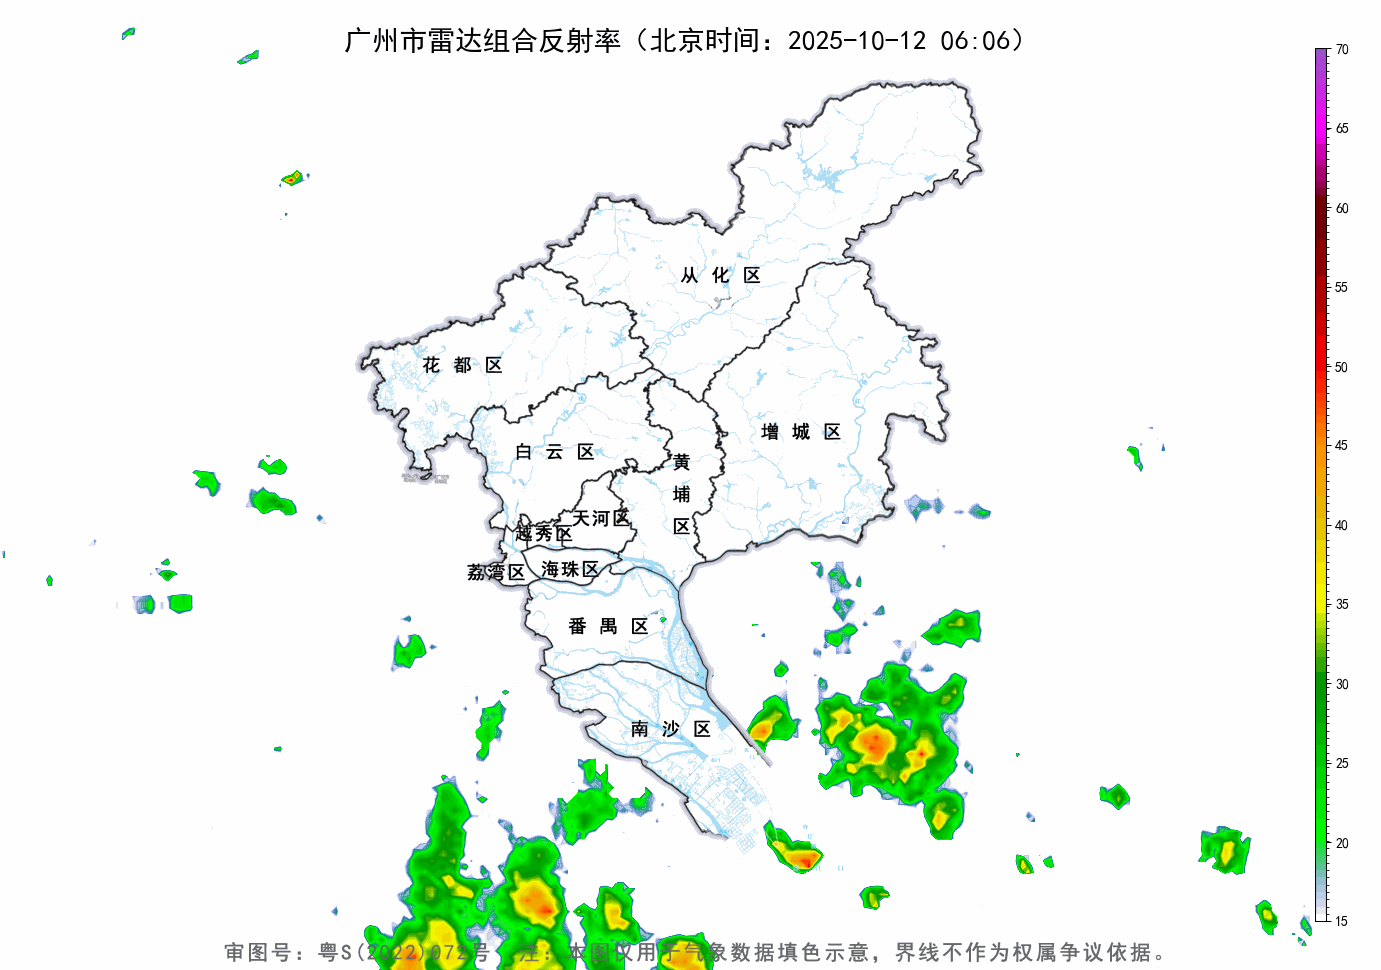 广州市雷达组合反射率（北京时间：2025-10-12 06:06）
70
65
60
55
50
45
40
35
30
25
20
15
从化区
花都区
增城区
白云区
黄埔区
天河区
越秀区
荔湾区
海珠区
番禺区
南沙区
审图号：粤S(2022)072号 注：本图仅用于气象数据填色示意，界线不作为权属争议依据。